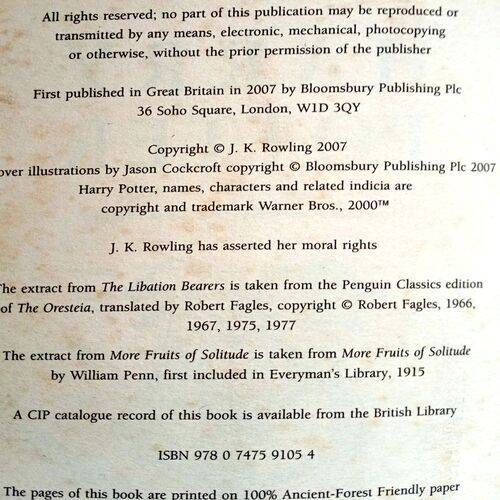 All rights reserved; no part of this publication may be reproduced or
transmitted by any means, electronic, mechanical, photocopying
or otherwise, without the prior permission of the publisher
First published in Great Britain in 2007 by Bloomsbury Publishing Plc
36 Soho Square, London, W1D 3QY
Copyright © J. K. Rowling 2007
over illustrations by Jason Cockcroft copyright © Bloomsbury Publishing Plc 2007
Harry Potter, names, characters and related indicia are
copyright and trademark Warner Bros., 2000™
J. K. Rowling has asserted her moral rights
he extract from The Libation Bearers is taken from the Penguin Classics edition
of The Oresteia, translated by Robert Fagles, copyright © Robert Fagles, 1966,
1967, 1975, 1977
The extract from More Fruits of Solitude is taken from More Fruits of Solitude
by William Penn, first included in Everyman's Library, 1915
A CIP catalogue record of this book is available from the British Library
ISBN 978 0 7475 9105 4
The pages of this book are printed on 100% Ancient-Forest Friendly paper